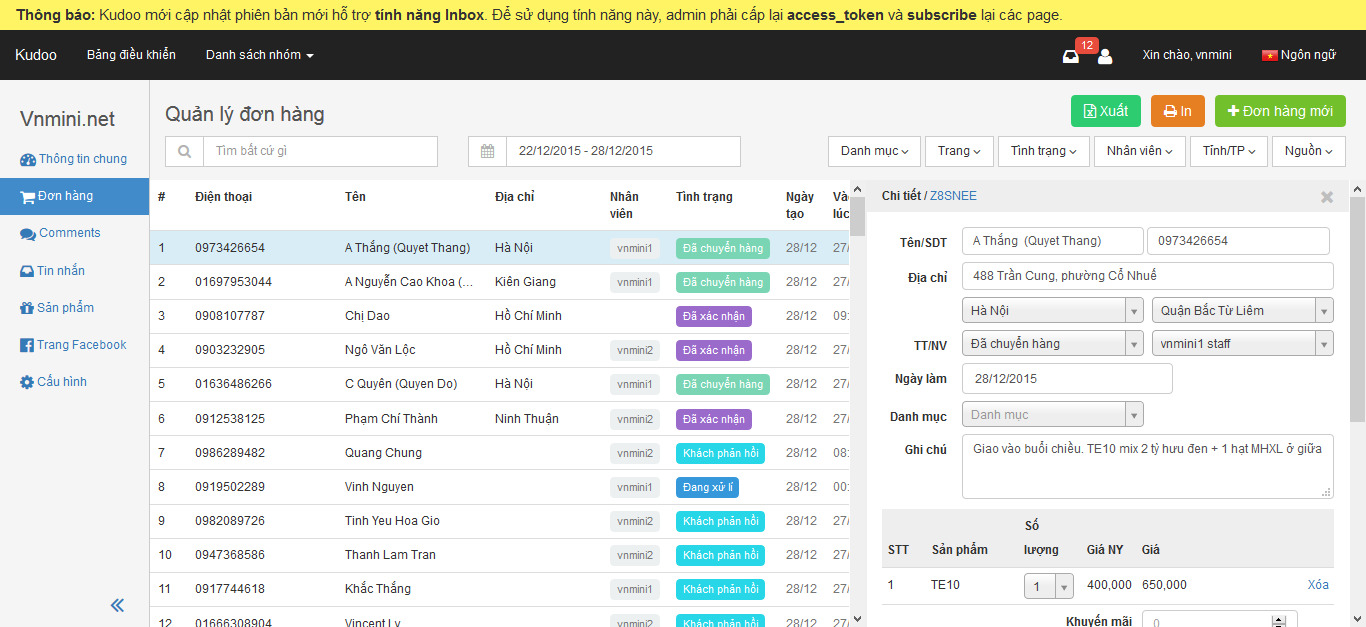 Thông báo: Kudoo mới cập nhật phiên bản mới hỗ trợ tính năng Inbox. Để sử dụng tính năng này, admin phải cấp lại access_token và subscribe lại các page.
Kudoo Bảng điều khiển Danh sách nhóm 12 Xin chào, vnmini Ngôn ngữ
Vnmini.net
Thông tin chung
Đơn hàng
Comments
Tin nhắn
Sản phẩm
Trang Facebook
Cấu hình
Quản lý đơn hàng
Xuất In Đơn hàng mới
Tìm bất cứ gì 22/12/2015 - 28/12/2015 Danh mục Trang Tình trạng Nhân viên Tỉnh/TP Nguồn
# Điện thoại Tên Địa chỉ Nhân viên Tình trạng Ngày tạo Và lúc
1 0973426654 A Thắng (Quyet Thang) Hà Nội vnmini1 Đã chuyển hàng 28/12 27/
2 01697953044 A Nguyễn Cao Khoa (... Kiên Giang vnmini1 Đã chuyển hàng 28/12 27/
3 0908107787 Chị Dao Hồ Chí Minh Đã xác nhận 28/12 09:
4 0903232905 Ngô Văn Lộc Hồ Chí Minh vnmini2 Đã xác nhận 28/12 27/
5 01636486266 C Quyên (Quyen Do) Hà Nội vnmini1 Đã chuyển hàng 28/12 27/
6 0912538125 Phạm Chí Thành Ninh Thuận vnmini2 Đã xác nhận 28/12 27/
7 0986289482 Quang Chung vnmini2 Khách phản hồi 28/12 08:
8 0919502289 Vinh Nguyen vnmini1 Đang xử lí 28/12 00:
9 0982089726 Tinh Yeu Hoa Gio vnmini2 Khách phản hồi 28/12 27/
10 0947368586 Thanh Lam Tran vnmini2 Khách phản hồi 28/12 27/
11 0917744618 Khắc Thắng vnmini1 Khách phản hồi 28/12 27/
12 01666308904 Vincent Ly vnmini2 Khách phản hồi 28/12 27/
Chi tiết / Z8SNEE
Tên/SDT A Thắng (Quyet Thang) 0973426654
Địa chỉ 488 Trần Cung, phường Cổ Nhuế
Hà Nội Quận Bắc Từ Liêm
TT/NV Đã chuyển hàng vnmini1 staff
Ngày làm 28/12/2015
Danh mục Danh mục
Ghi chú Giao vào buổi chiều. TE10 mix 2 tỳ hưu đen + 1 hạt MHXL ở giữa
STT Sản phẩm Số lượng Giá NY Giá
1 TE10 1 400,000 650,000 Xóa
Khuyến mãi 0